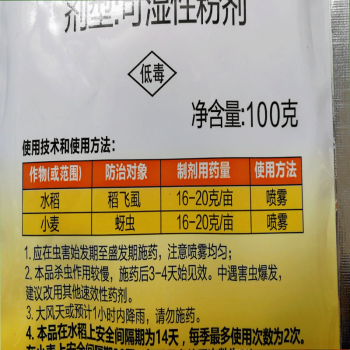 剂型:可湿性粉剂
低毒
净含量:100克
使用技术和使用方法:
作物(或范围) 防治对象 制剂用药量 使用方法
水稻 稻飞虱 16-20克/亩 喷雾
小麦 蚜虫 16-20克/亩 喷雾
1. 应在虫害始发期至盛发期施药，注意喷雾均匀；
2. 本品杀虫作用较慢，施药后3-4天始见效。中遇害虫爆发，
建议改用其他速效性药剂。
3. 大风天或预计1小时内降雨，请勿施药。
4. 本品在水稻上安全间隔期为14天，每季最多使用次数为2次。